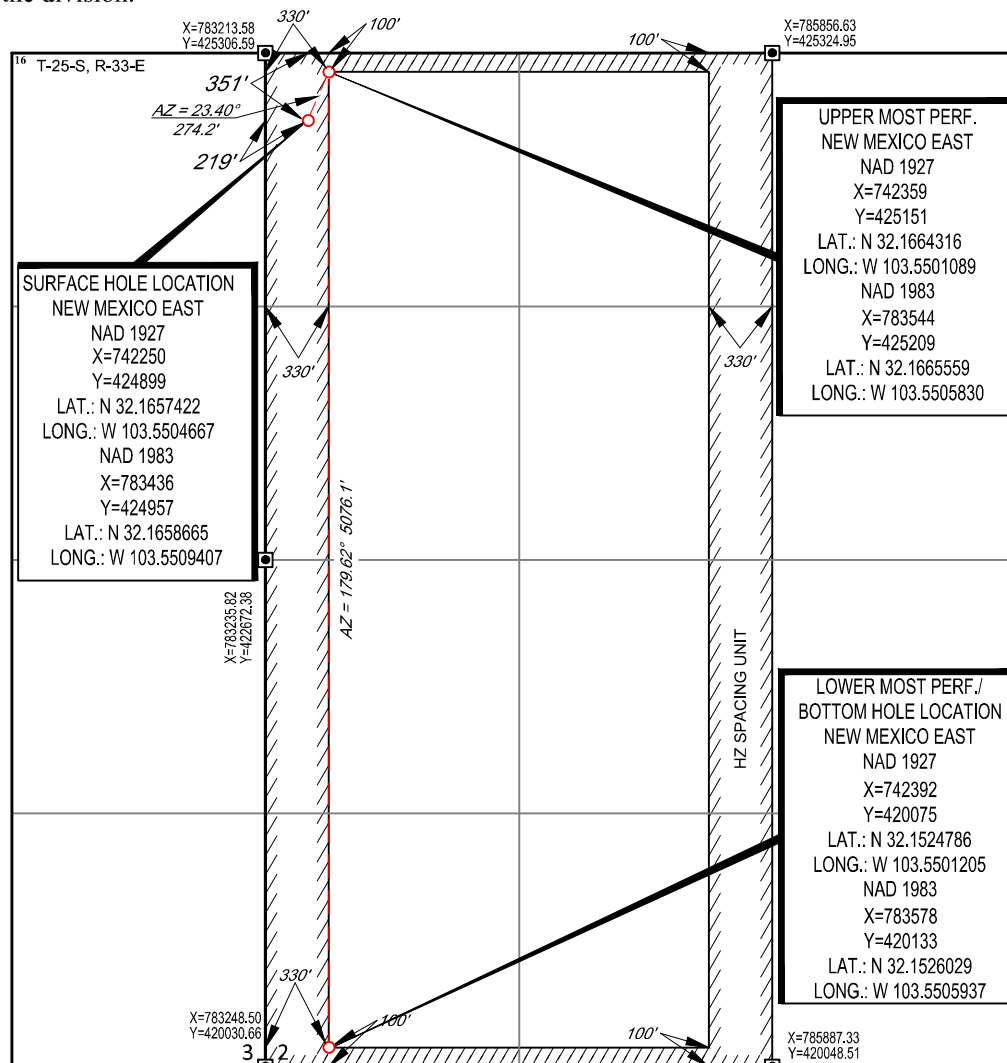 the division.
X=783213.58
Y=425306.59
330'
100'
100'
X=785856.63
Y=425324.95
16 T-25-S, R-33-E
351'
AZ = 23.40°
274.2'
219'
UPPER MOST PERF.
NEW MEXICO EAST
NAD 1927
X=742359
Y=425151
LAT.: N 32.1664316
LONG.: W 103.5501089
NAD 1983
X=783544
Y=425209
LAT.: N 32.1665559
LONG.: W 103.5505830
SURFACE HOLE LOCATION
NEW MEXICO EAST
NAD 1927
X=742250
Y=424899
LAT.: N 32.1657422
LONG.: W 103.5504667
NAD 1983
X=783436
Y=424957
LAT.: N 32.1658665
LONG.: W 103.5509407
330'
330'
AZ = 179.62° 5076.1'
X=783235.82
Y=422672.38
HZ SPACING UNIT
LOWER MOST PERF./
BOTTOM HOLE LOCATION
NEW MEXICO EAST
NAD 1927
X=742392
Y=420075
LAT.: N 32.1524786
LONG.: W 103.5501205
NAD 1983
X=783578
Y=420133
LAT.: N 32.1526029
LONG.: W 103.5505937
330'
X=783248.50
Y=420030.66
100'
100'
3 2
X=785887.33
Y=420048.51